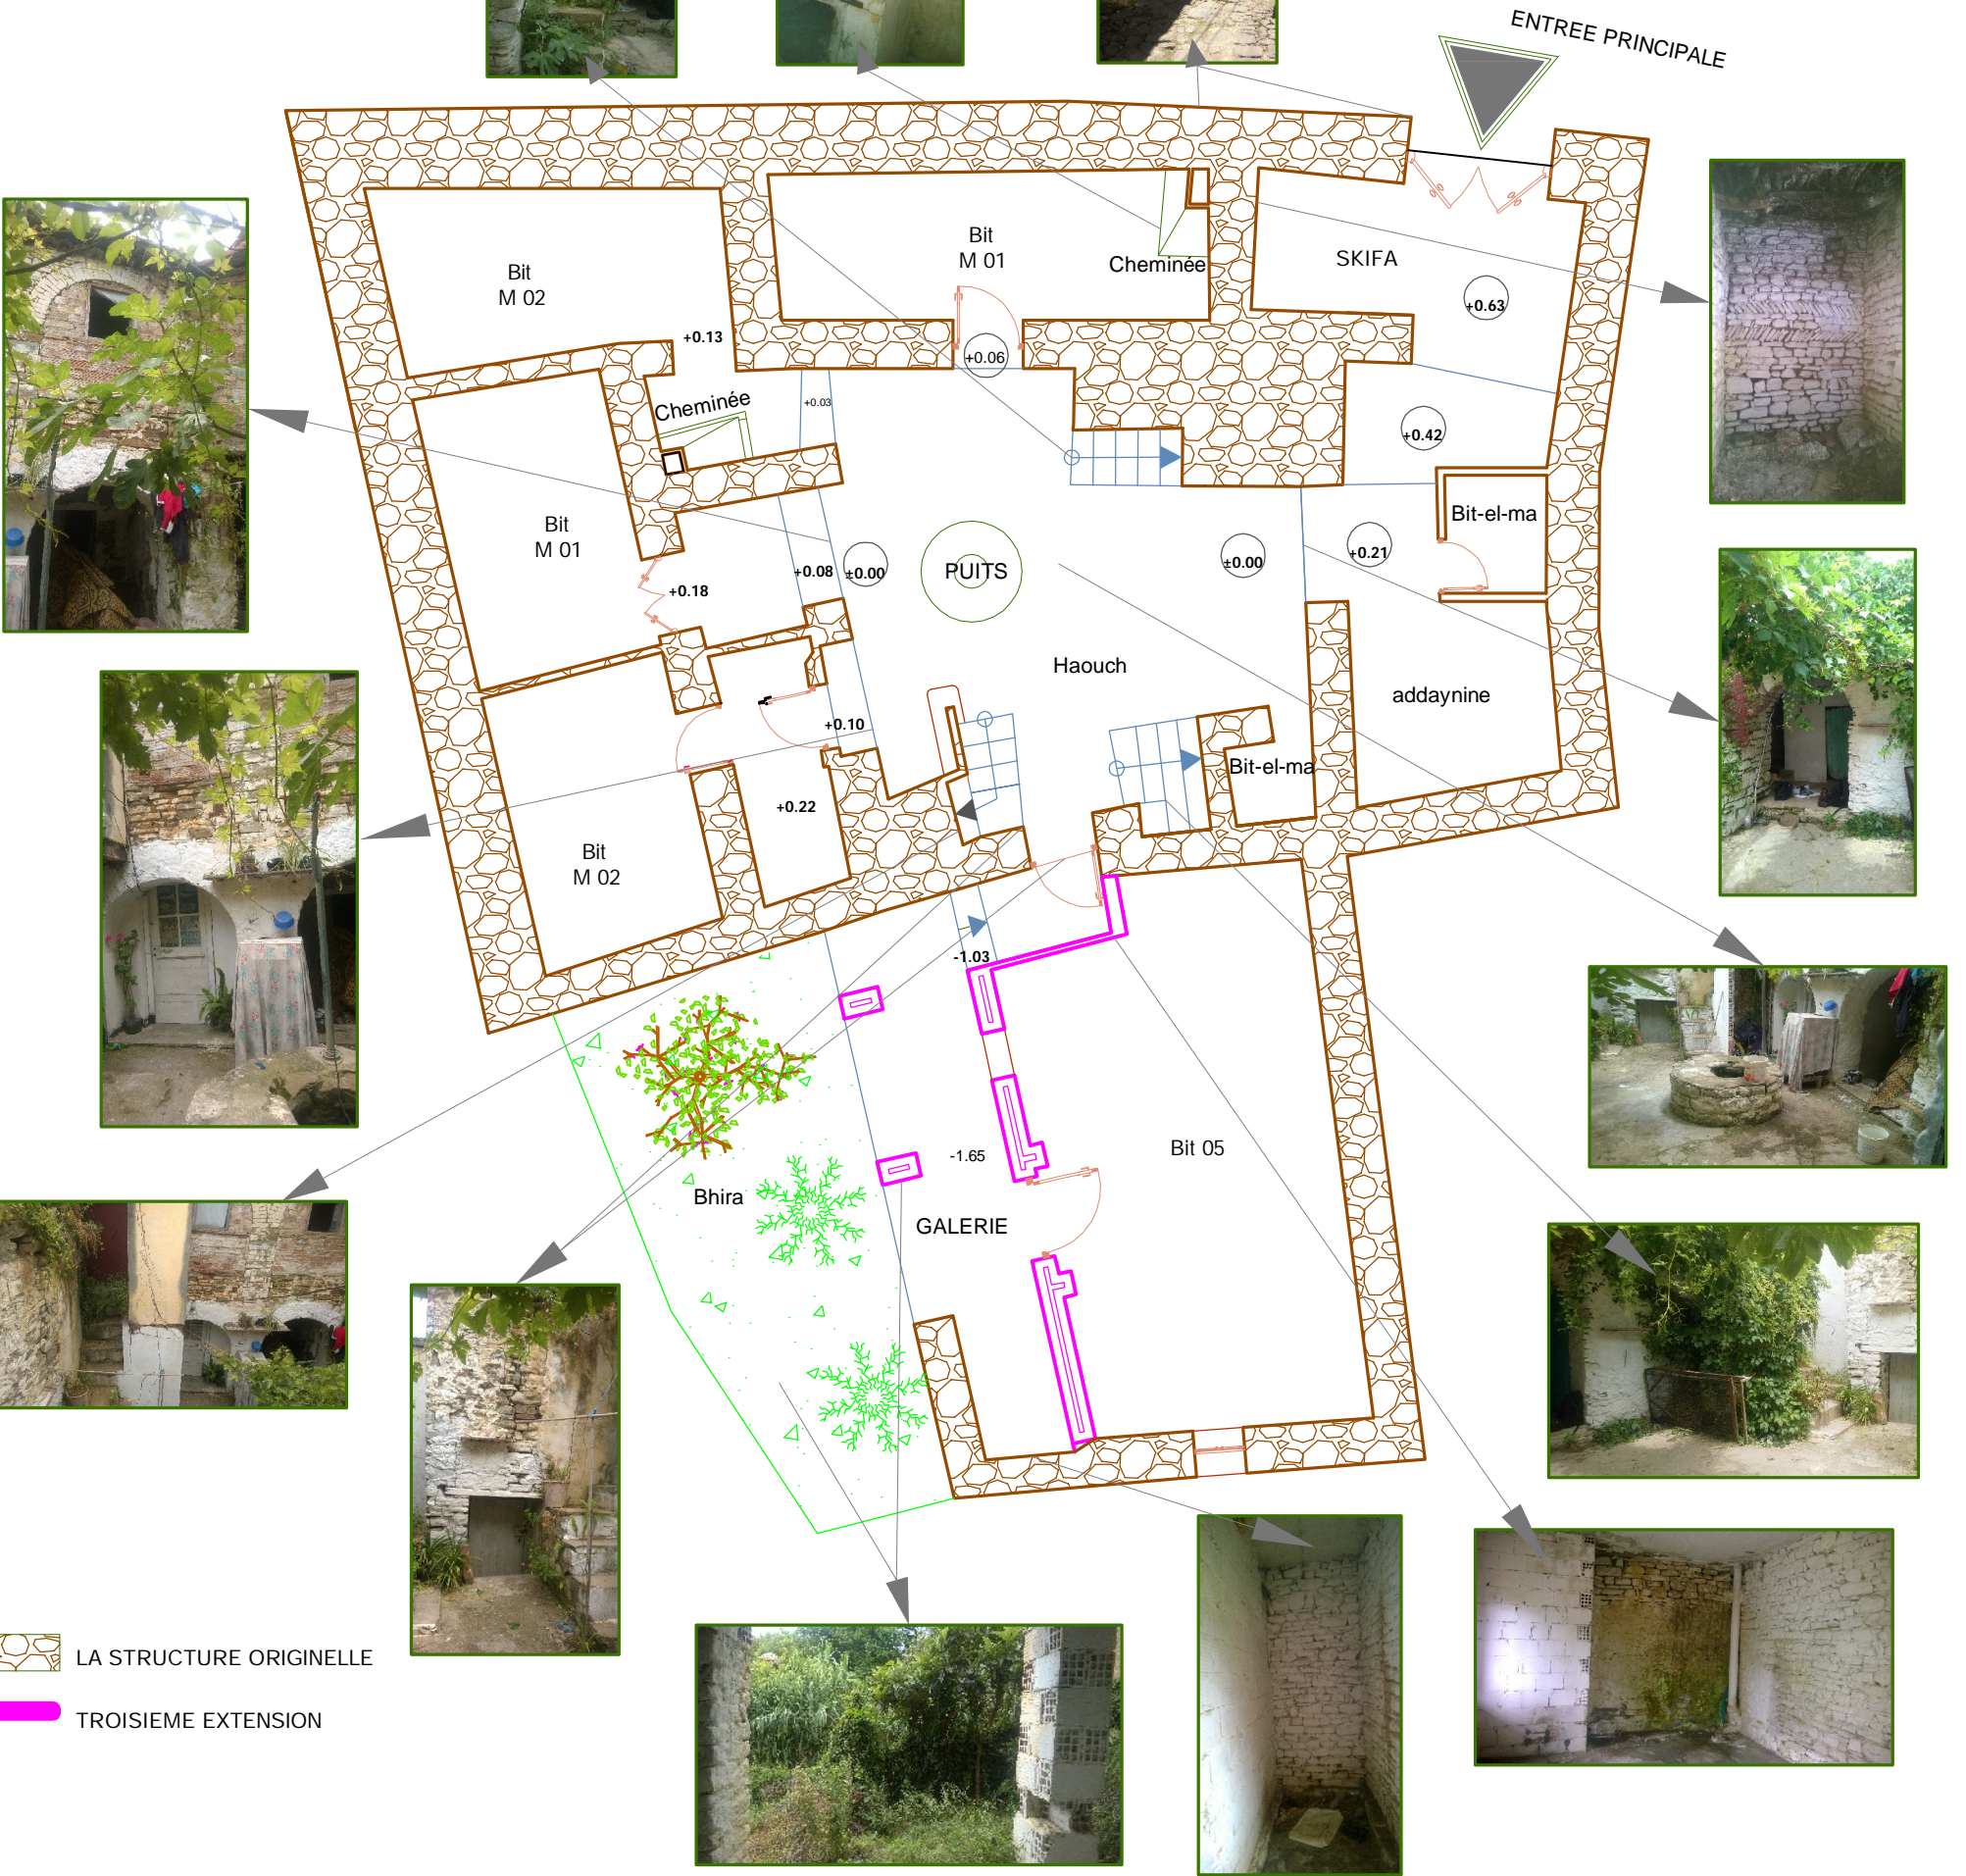 ENTREE PRINCIPALE
Bit
M 01
Cheminée
SKIFA
Bit
M 02
+0.63
+0.13
+0.06
Cheminée
+0.03
+0.42
Bit
M 01
Bit-el-ma
+0.21
±0.00
+0.08
±0.00
PUITS
+0.18
Haouch
addaynine
+0.10
Bit-el-ma
+0.22
Bit
M 02
-1.03
Bit 05
-1.65
Bhira
GALERIE
LA STRUCTURE ORIGINELLE
TROISIEME EXTENSION